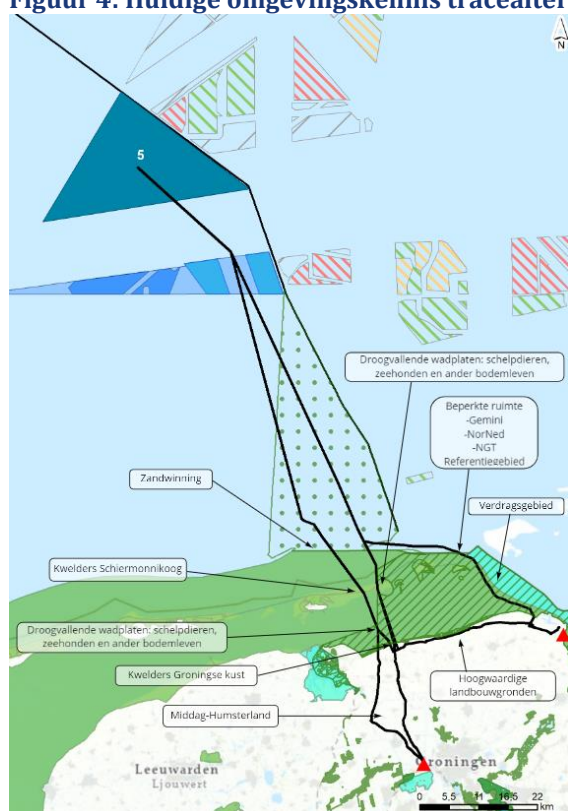 Figuur 4: Huidige omgevingskennis tracéalter
N
5
Droogvallende wadplaten: schelpdieren,
zeehonden en ander bodemleven
Beperkte ruimte
-Gemini
-NorNed
-NGT
Referentiegebied
Zandwinning
Verdragsgebied
Kwelders Schiermonnikoog
Droogvallende wadplaten: schelpdieren,
zeehonden en ander bodemleven
Kwelders Groningse kust
Hoogwaardige
landbouwgronden
Middag-Humsterland
Leeuwarden
Ljouwert
Groningen
0 5.5 11 16.5 22
km